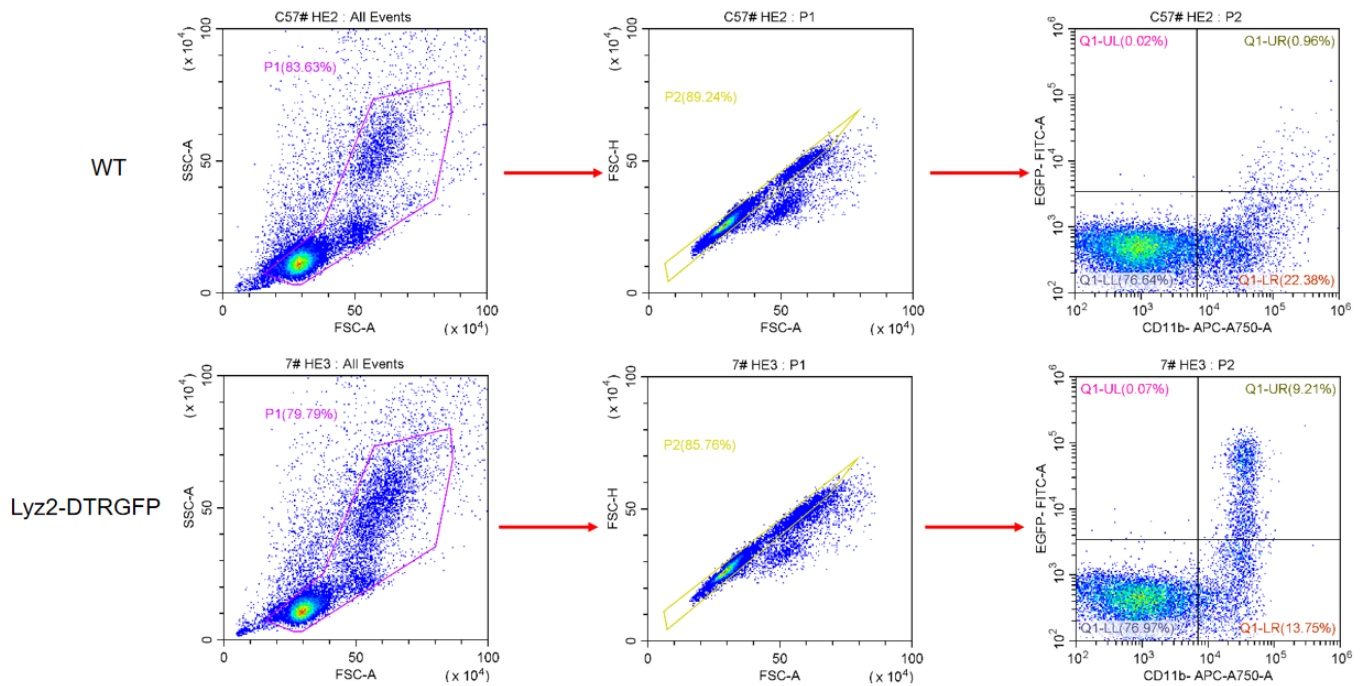 WT
C57# HE2 : All Events
P1(83.63%)
SSC-A
(x 10⁴)
100
50
0
0
50
100
FSC-A
(x 10⁴)
C57# HE2 : P1
P2(89.24%)
FSC-H
(x 10⁴)
100
50
0
0
50
100
FSC-A
(x 10⁴)
C57# HE2 : P2
Q1-UL(0.02%)
Q1-UR(0.96%)
Q1-LL(76.64%)
Q1-LR(22.38%)
EGFP- FITC-A
10⁶
10⁵
10⁴
10³
10²
10²
10³
10⁴
10⁵
10⁶
CD11b- APC-A750-A
Lyz2-DTRGFP
7# HE3 : All Events
P1(79.79%)
SSC-A
(x 10⁴)
100
50
0
0
50
100
FSC-A
(x 10⁴)
7# HE3 : P1
P2(85.76%)
FSC-H
(x 10⁴)
100
50
0
0
50
100
FSC-A
(x 10⁴)
7# HE3 : P2
Q1-UL(0.07%)
Q1-UR(9.21%)
Q1-LL(76.97%)
Q1-LR(13.75%)
EGFP- FITC-A
10⁶
10⁵
10⁴
10³
10²
10²
10³
10⁴
10⁵
10⁶
CD11b- APC-A750-A